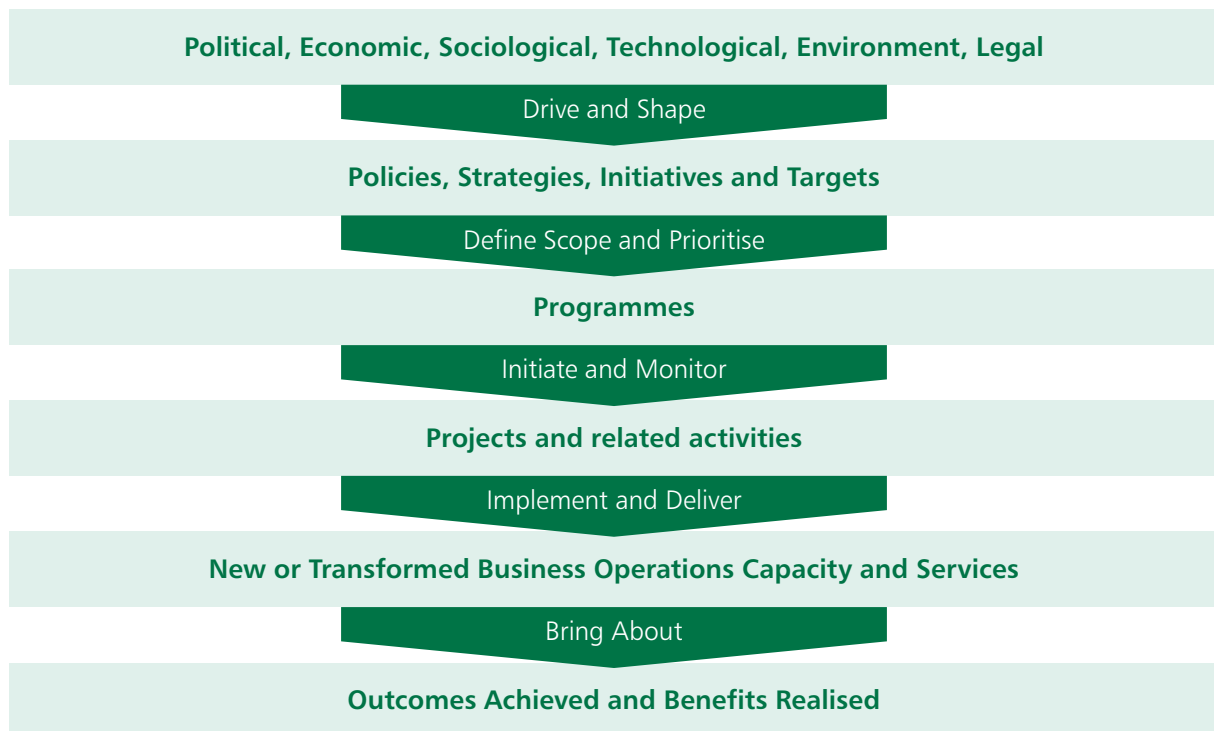 Political, Economic, Sociological, Technological, Environment, Legal
Drive and Shape
Policies, Strategies, Initiatives and Targets
Define Scope and Prioritise
Programmes
Initiate and Monitor
Projects and related activities
Implement and Deliver
New or Transformed Business Operations Capacity and Services
Bring About
Outcomes Achieved and Benefits Realised